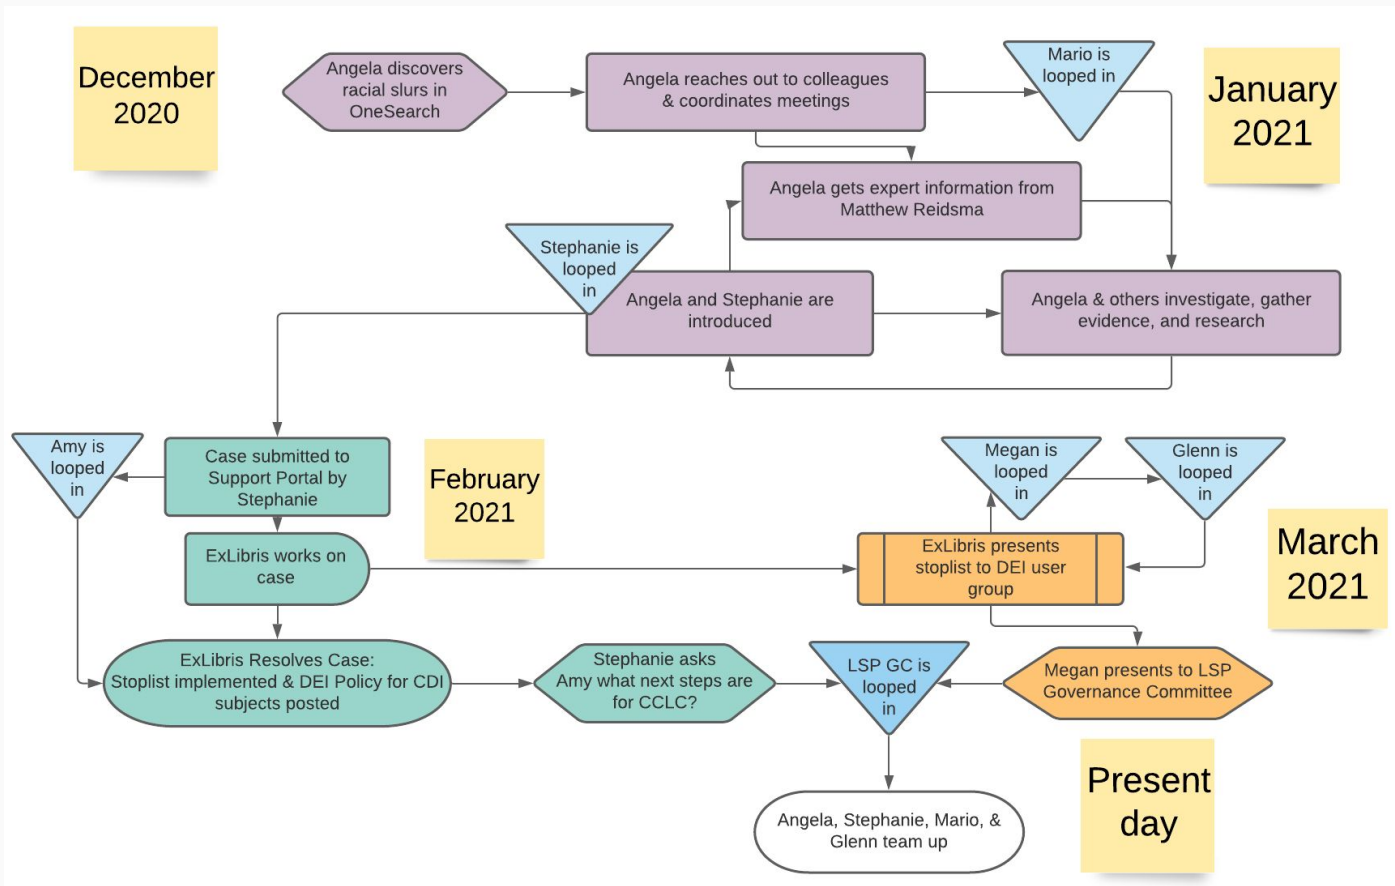 December
2020
Angela discovers
racial slurs in
OneSearch
Angela reaches out to colleagues
& coordinates meetings
Mario is
looped in
January
2021
Angela gets expert information from
Matthew Reidsma
Stephanie is
looped
in
Angela and Stephanie are
introduced
Angela & others investigate, gather
evidence, and research
Amy is
looped
in
Case submitted to
Support Portal by
Stephanie
February
2021
Megan is
looped
in
Glenn is
looped
in
ExLibris works on
case
ExLibris presents
stoplist to DEI user
group
March
2021
ExLibris Resolves Case:
Stoplist implemented & DEI Policy for CDI
subjects posted
Stephanie asks
Amy what next steps are
for CCLC?
LSP GC is
looped
in
Megan presents to LSP
Governance Committee
Present
day
Angela, Stephanie, Mario, &
Glenn team up